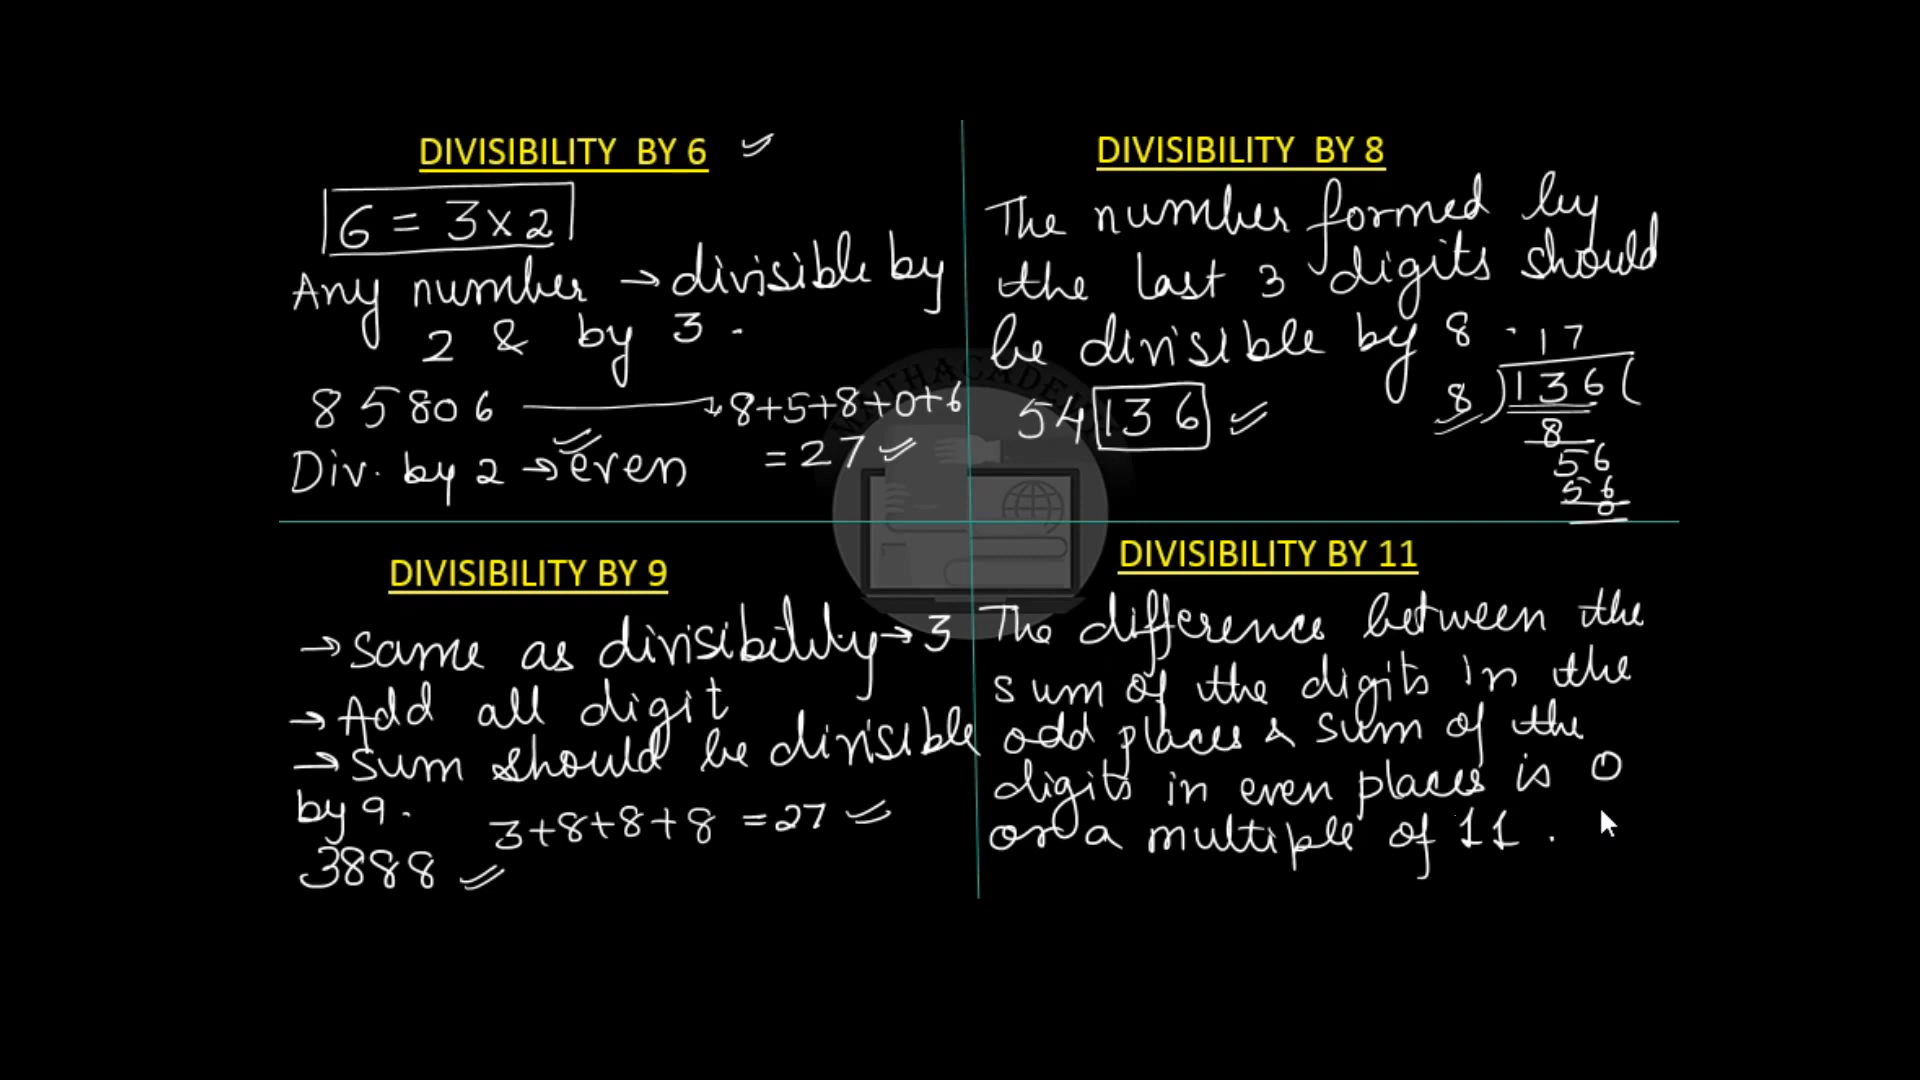 DIVISIBILITY BY 6
6 = 3 x 2
Any number → divisible by
2 & by 3.
85806 → 8+5+8+0+6
= 27
Div. by 2 → even
DIVISIBILITY BY 8
The number formed by
the last 3 digits should
be divisible by 8.
17
8)136(
54136
8
56
56
0
MATHACADEMY
DIVISIBILITY BY 9
→ same as divisibility → 3
→ Add all digit
→ sum should be divisible
by 9.
3+8+8+8 = 27
3888
DIVISIBILITY BY 11
The difference between the
sum of the digits in the
odd places & sum of the
digits in even places is 0
or a multiple of 11.